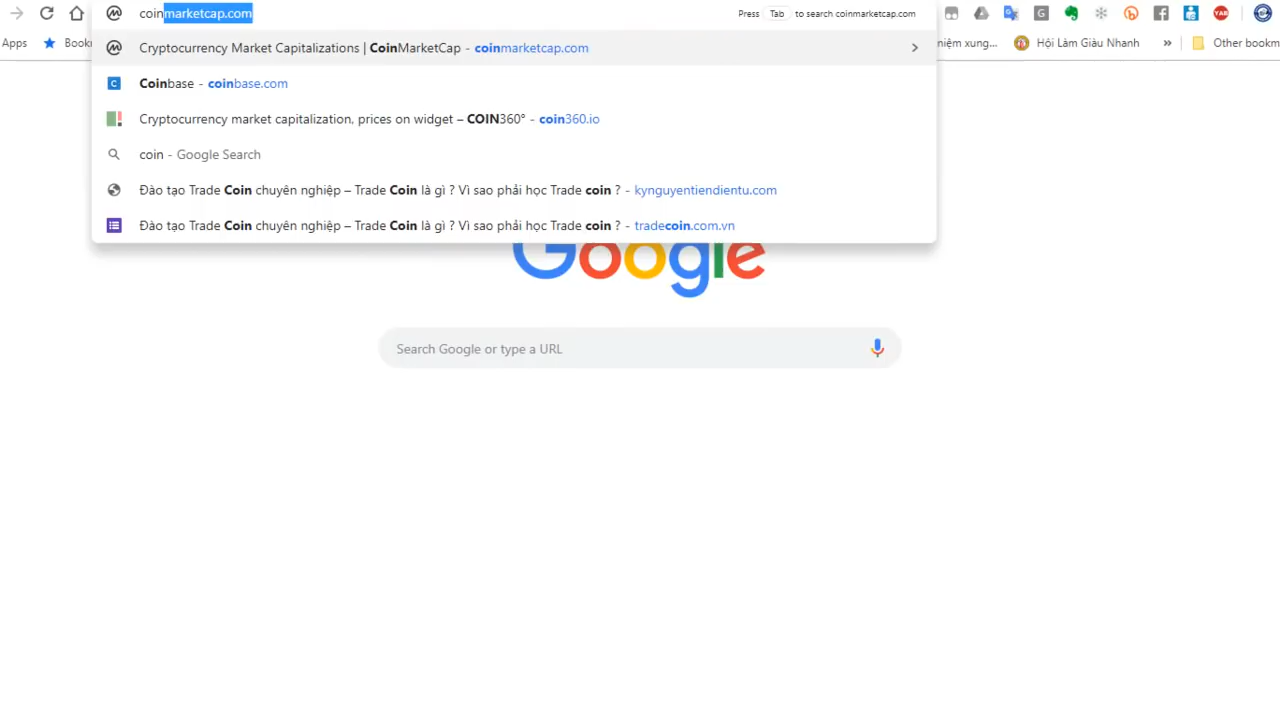 coinmarketcap.com
Press Tab to search coinmarketcap.com
Apps
Cryptocurrency Market Capitalizations | CoinMarketCap - coinmarketcap.com
niệm xung...
Hội Làm Giàu Nhanh
»
Other bookm
Coinbase - coinbase.com
Cryptocurrency market capitalization, prices on widget – COIN360° - coin360.io
coin - Google Search
Đào tạo Trade Coin chuyên nghiệp – Trade Coin là gì ? Vì sao phải học Trade coin ? - kynguyentiendientu.com
Đào tạo Trade Coin chuyên nghiệp – Trade Coin là gì ? Vì sao phải học Trade coin ? - tradecoin.com.vn
Google
Search Google or type a URL